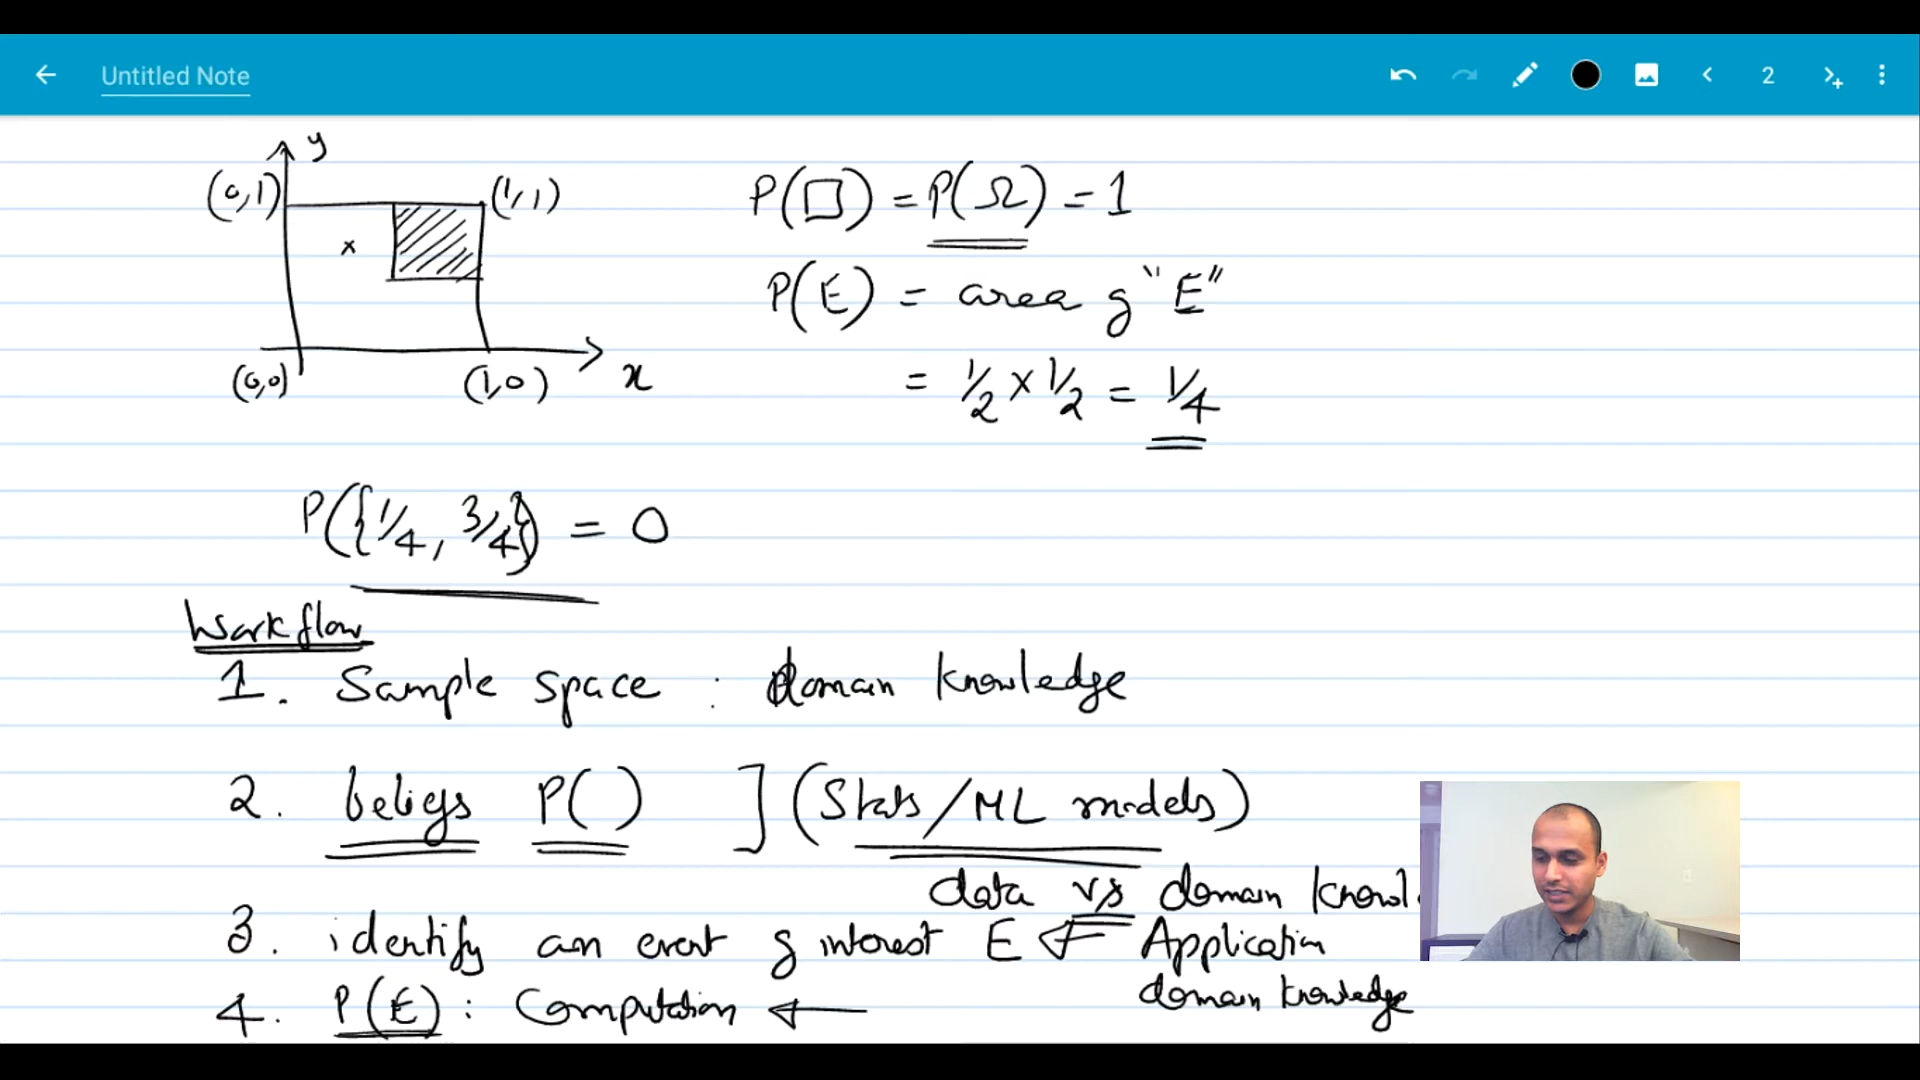 Untitled Note
2
y
(0,1)
(1,1)
x
(0,0)
(1,0)
x
P(□) = P(Ω) = 1
P(E) = area of "E"
= 1/2 x 1/2 = 1/4
P({1/4, 3/4}) = 0
Workflow
1. Sample space : domain knowledge
2. beliefs P( ) ] (Stats/ML models)
data vs domain knowl
3. identify an event of interest E ⇐ Application
domain knowledge
4. P(E) : Computation ←